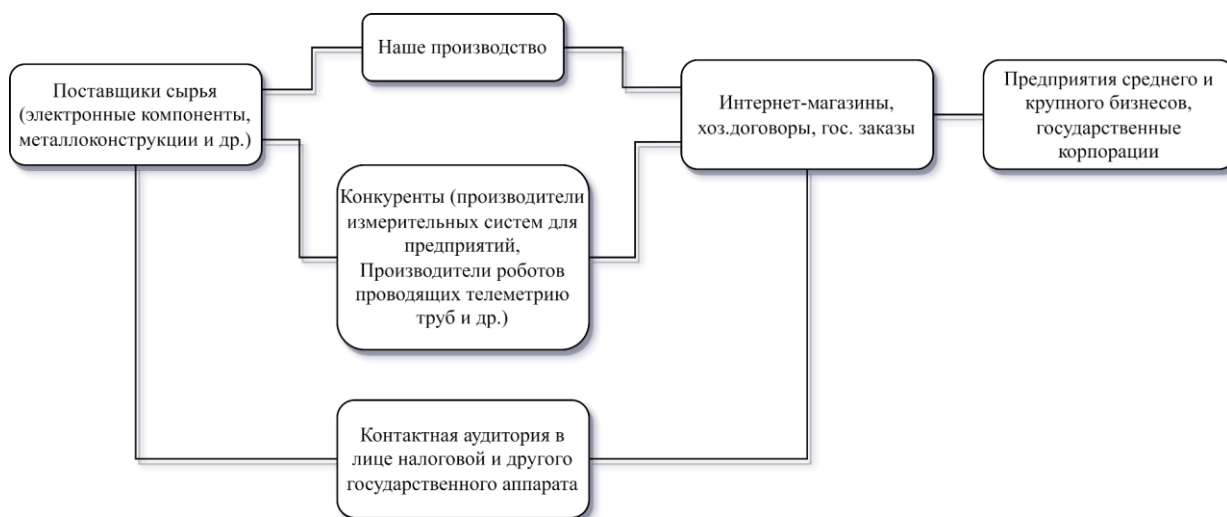 Наше производство
Поставщики сырья
(электронные компоненты,
металлоконструкции и др.)
Интернет-магазины,
хоз.договоры, гос. заказы
Предприятия среднего и
крупного бизнесов,
государственные
корпорации
Конкуренты (производители
измерительных систем для
предприятий,
Производители роботов
проводящих телеметрию
труб и др.)
Контактная аудитория в
лице налоговой и другого
государственного аппарата